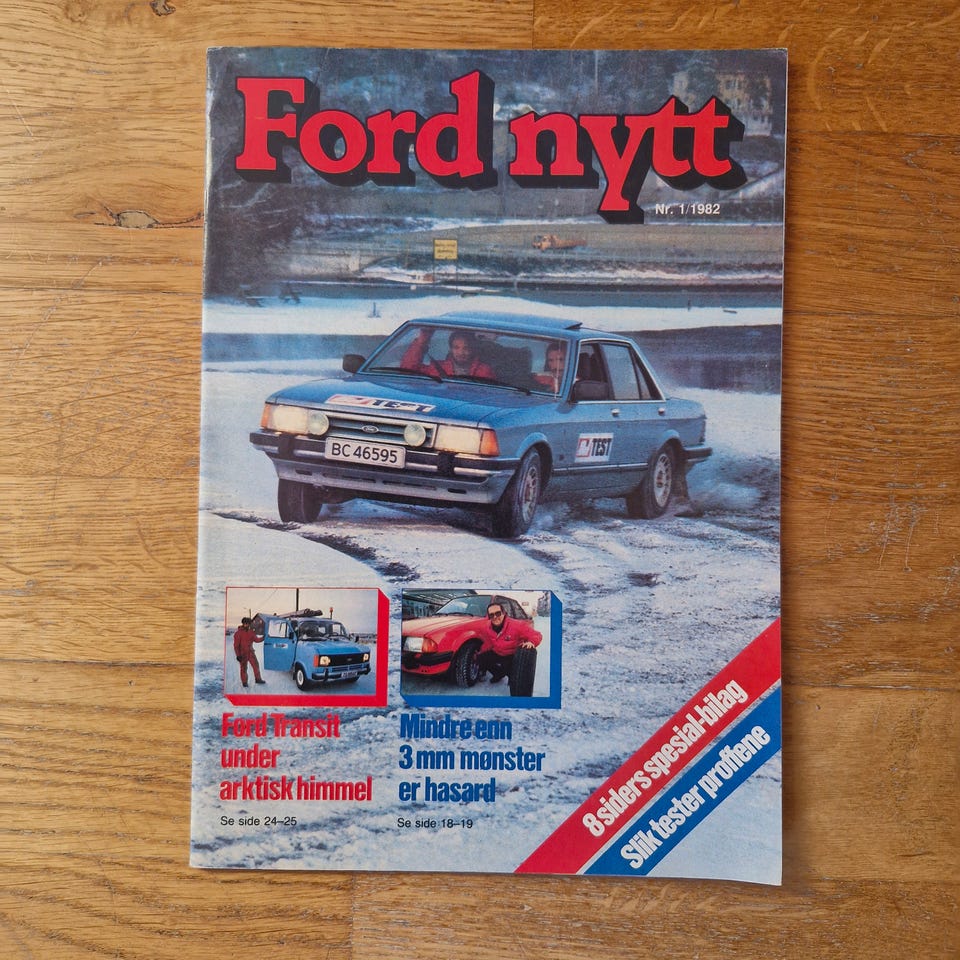 Ford nytt
Nr. 1/1982
TEST
Ford
BC 46595
TEST
Ford Transit
under
arktisk himmel
Se side 24–25
Mindre enn
3 mm mønster
er hasard
Se side 18–19
8 siders spesial-bilag
Slik tester proffene